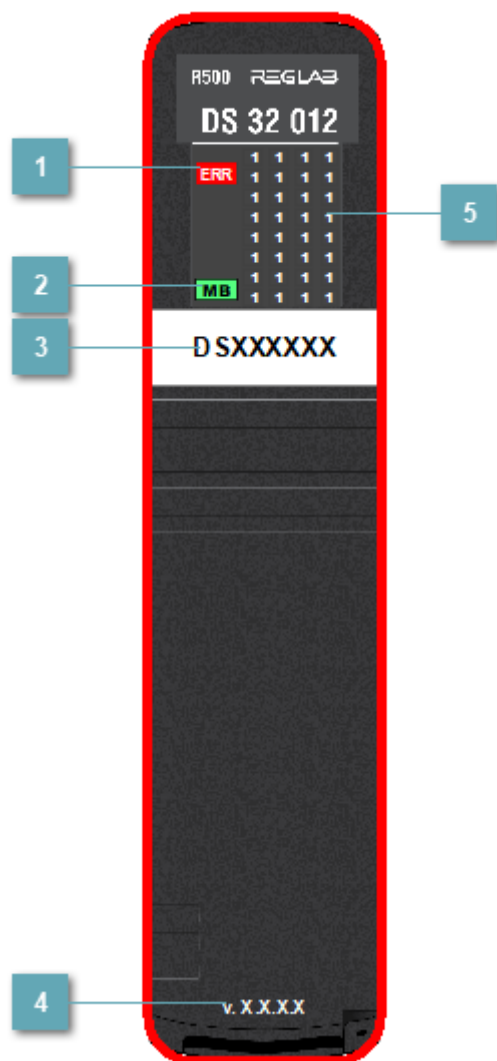 R500 REGLAB
DS 32 012
1
ERR
1 1 1 1
1 1 1 1
1 1 1 1
1 1 1 1
1 1 1 1
1 1 1 1
1 1 1 1
1 1 1 1
5
2
MB
3
DSXXXXXX
4
v. X.X.X.X